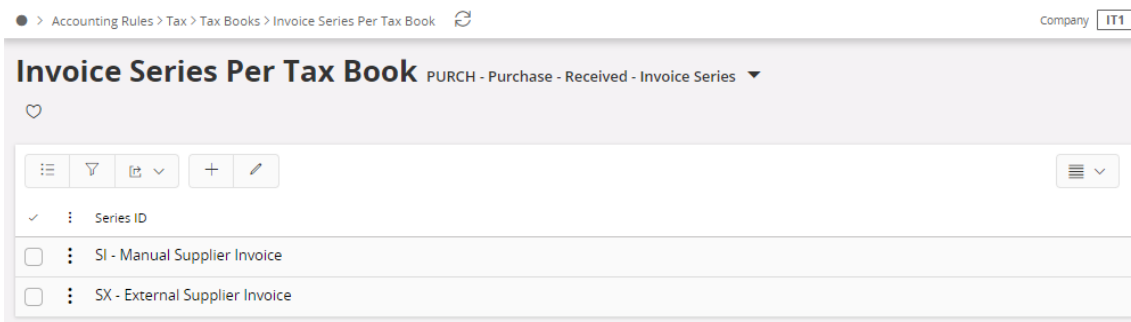 Accounting Rules > Tax > Tax Books > Invoice Series Per Tax Book
Company IT1
Invoice Series Per Tax Book PURCH - Purchase - Received - Invoice Series
Series ID
SI - Manual Supplier Invoice
SX - External Supplier Invoice